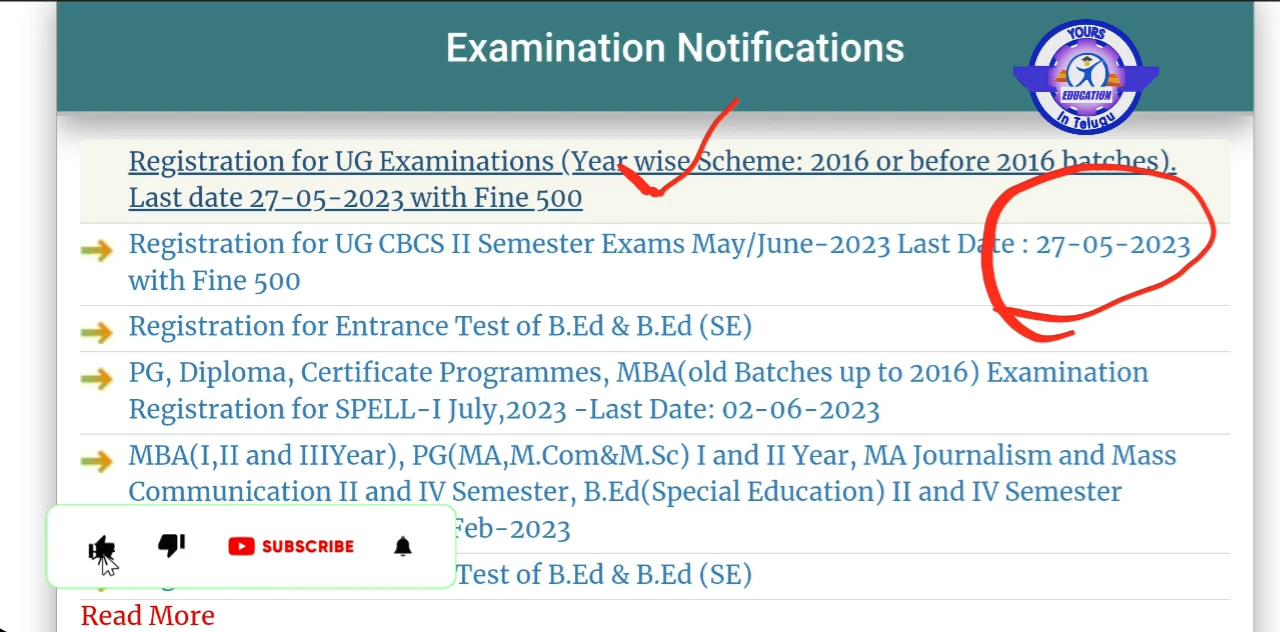 Examination Notifications
YOURS
EDUCATION
In Telugu
Registration for UG Examinations (Year wise Scheme: 2016 or before 2016 batches).
Last date 27-05-2023 with Fine 500
Registration for UG CBCS II Semester Exams May/June-2023 Last Date : 27-05-2023
with Fine 500
Registration for Entrance Test of B.Ed & B.Ed (SE)
PG, Diploma, Certificate Programmes, MBA(old Batches up to 2016) Examination
Registration for SPELL-I July,2023 -Last Date: 02-06-2023
MBA(I,II and IIIYear), PG(MA,M.Com&M.Sc) I and II Year, MA Journalism and Mass
Communication II and IV Semester, B.Ed(Special Education) II and IV Semester
Feb-2023
SUBSCRIBE
Test of B.Ed & B.Ed (SE)
Read More